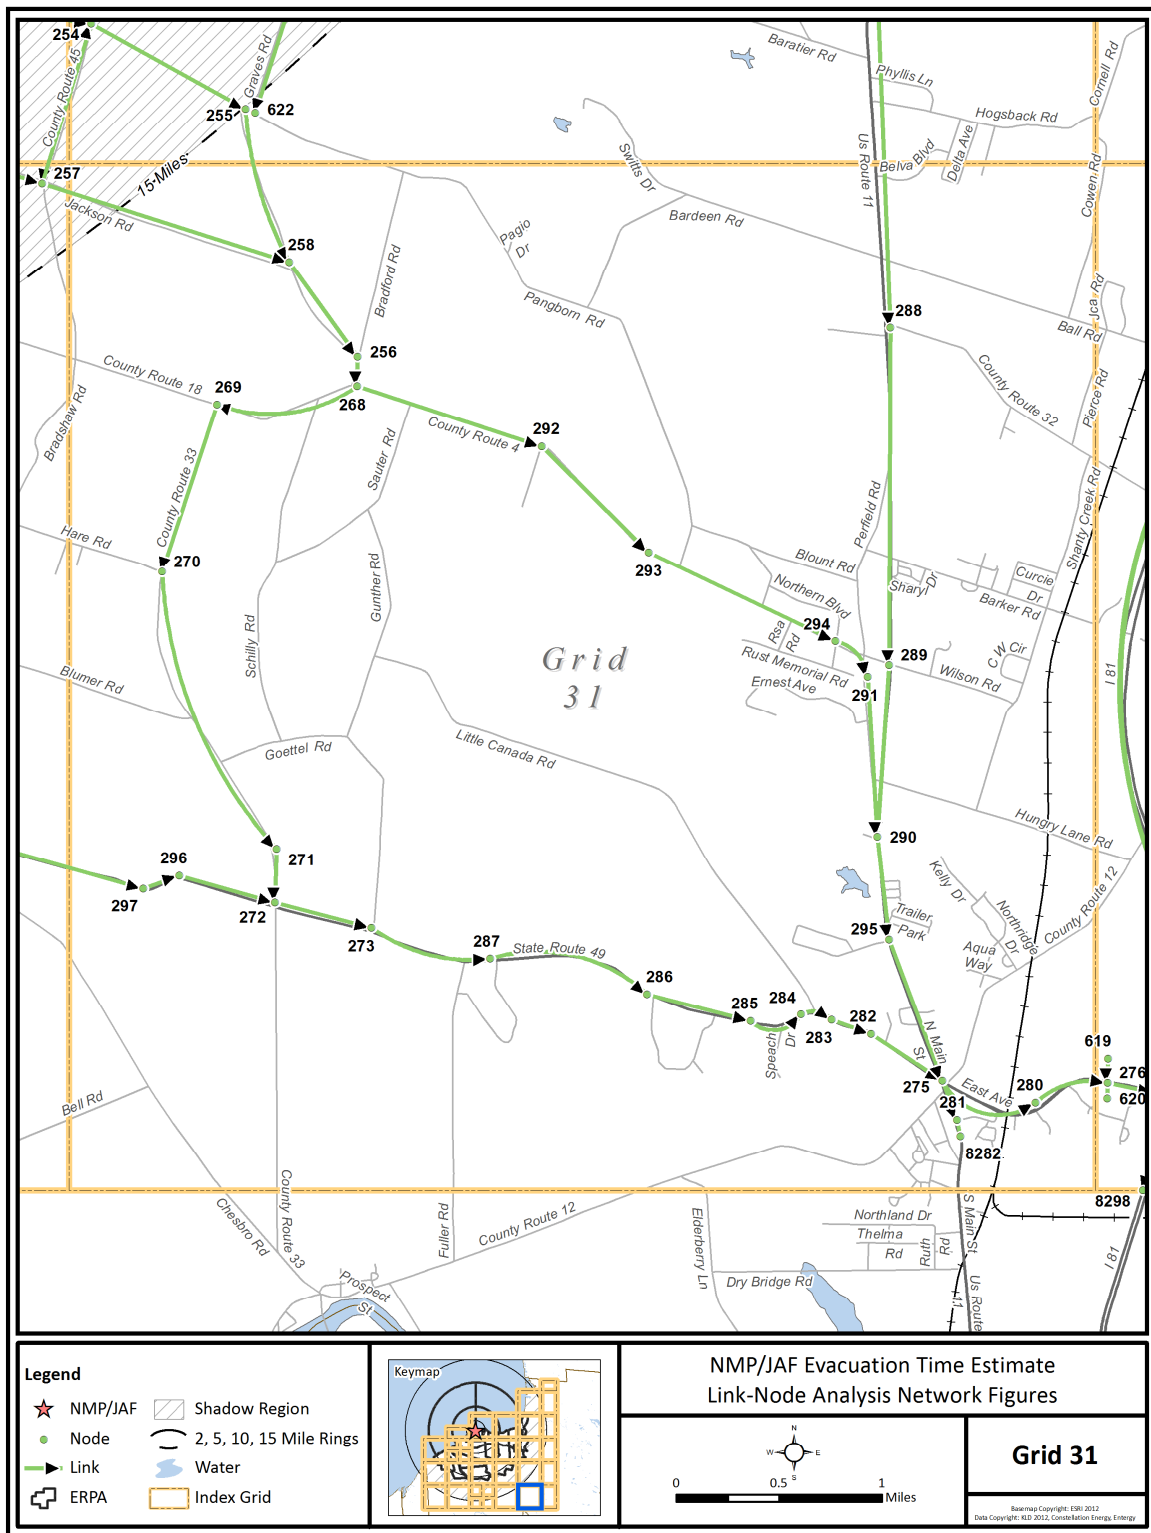 254
County Route 45
Graves Rd
255
622
257
15-Miles
Jackson Rd
258
Baratier Rd
Phyllis Ln
Hogsback Rd
Cornell Rd
Switts Dr
Us Route 11
Belva Blvd
Delta Ave
Cowen Rd
Bardeen Rd
Pagio Dr
Bradford Rd
Pangborn Rd
288
Jca Rd
Ball Rd
256
County Route 18
269
268
County Route 32
Pierce Rd
Bradshaw Rd
County Route 4
292
Sauter Rd
County Route 33
Perfield Rd
Shanty Creek Rd
Hare Rd
270
293
Blount Rd
Gunther Rd
Northern Blvd
Sharyl Dr
Curcie Dr
Barker Rd
Schilly Rd
294
Rsa Rd
Grid
31
289
C W Cir
Rust Memorial Rd
Ernest Ave
291
Wilson Rd
I 81
Blumer Rd
Goettel Rd
Little Canada Rd
Hungry Lane Rd
290
271
296
297
272
273
287
State Route 49
Kelly Dr
Trailer Park
295
Northridge Dr
County Route 12
Aqua Way
286
285
284
283
282
Speach Dr
N Main St
275
East Ave
281
280
619
276
620
Bell Rd
8282
8298
Chesbro Rd
County Route 33
Fuller Rd
County Route 12
Elderberry Ln
Northland Dr
Thelma Rd
Ruth Rd
S Main St
I 81
Dry Bridge Rd
Us Route 11
Prospect St
Legend
NMP/JAF
Shadow Region
Node
2, 5, 10, 15 Mile Rings
Link
Water
ERPA
Index Grid
Keymap
NMP/JAF Evacuation Time Estimate
Link-Node Analysis Network Figures
N
W
E
S
0
0.5
1
Miles
Grid 31
Basemap Copyright: ESRI 2012
Data Copyright: KLD 2012, Constellation Energy, Entergy